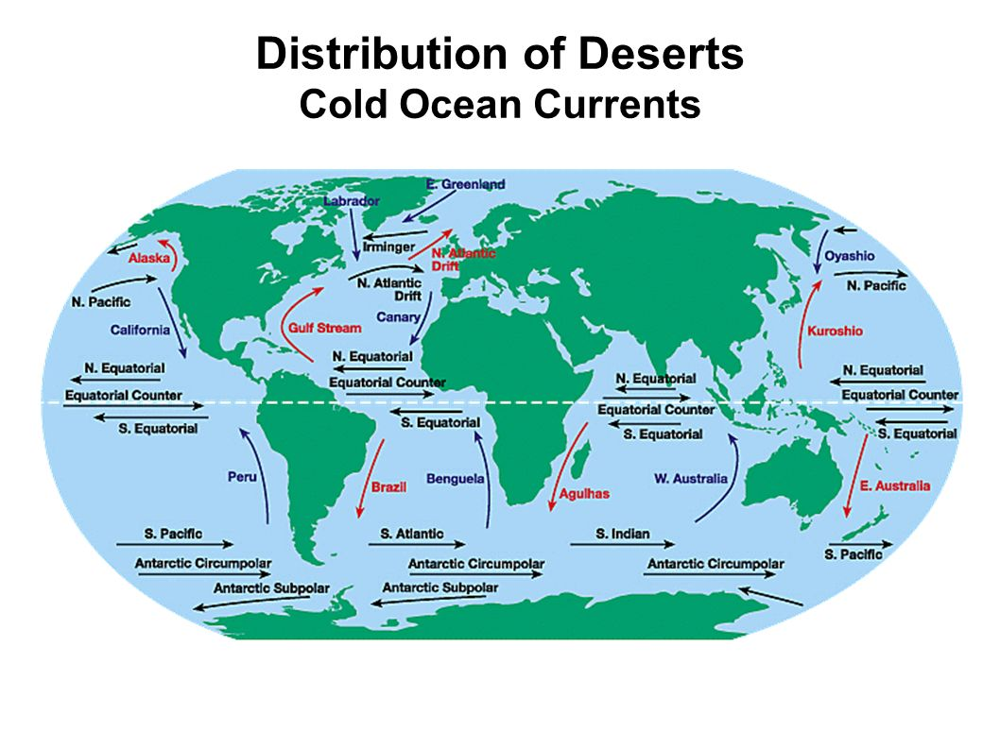 Distribution of Deserts
Cold Ocean Currents
E. Greenland
Labrador
Irminger
Alaska
N. Atlantic
Drift
Oyashio
N. Pacific
N. Atlantic
Drift
N. Pacific
California
Canary
Gulf Stream
Kuroshio
N. Equatorial
N. Equatorial
N. Equatorial
N. Equatorial
Equatorial Counter
Equatorial Counter
Equatorial Counter
Equatorial Counter
S. Equatorial
S. Equatorial
S. Equatorial
S. Equatorial
Peru
Brazil
Benguela
Agulhas
W. Australia
E. Australia
S. Pacific
S. Atlantic
S. Indian
S. Pacific
Antarctic Circumpolar
Antarctic Circumpolar
Antarctic Circumpolar
Antarctic Subpolar
Antarctic Subpolar